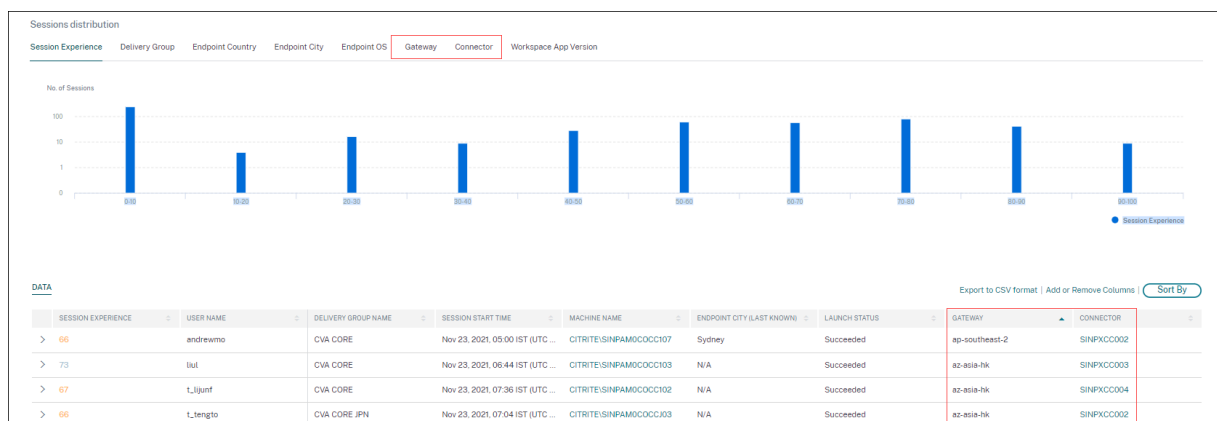 Sessions distribution
Session Experience Delivery Group Endpoint Country Endpoint City Endpoint OS Gateway Connector Workspace App Version
No. of Sessions
100
10
1
0
0-10 10-20 20-30 30-40 40-50 50-60 60-70 70-80 80-90 90-100
Session Experience
DATA
Export to CSV format | Add or Remove Columns | Sort By
SESSION EXPERIENCE USER NAME DELIVERY GROUP NAME SESSION START TIME MACHINE NAME ENDPOINT CITY (LAST KNOWN) LAUNCH STATUS GATEWAY CONNECTOR
66 andrewmo CVA CORE Nov 23, 2021, 05:00 IST (UTC ... CITRITE\SINPAM0COCC107 Sydney Succeeded ap-southeast-2 SINPXCC002
73 liul CVA CORE Nov 23, 2021, 06:44 IST (UTC ... CITRITE\SINPAM0COCC103 N/A Succeeded az-asia-hk SINPXCC003
67 t_lijunf CVA CORE Nov 23, 2021, 07:36 IST (UTC ... CITRITE\SINPAM0COCC102 N/A Succeeded az-asia-hk SINPXCC004
66 t_tengto CVA CORE JPN Nov 23, 2021, 07:04 IST (UTC ... CITRITE\SINPAM0COCCJ03 N/A Succeeded az-asia-hk SINPXCC002